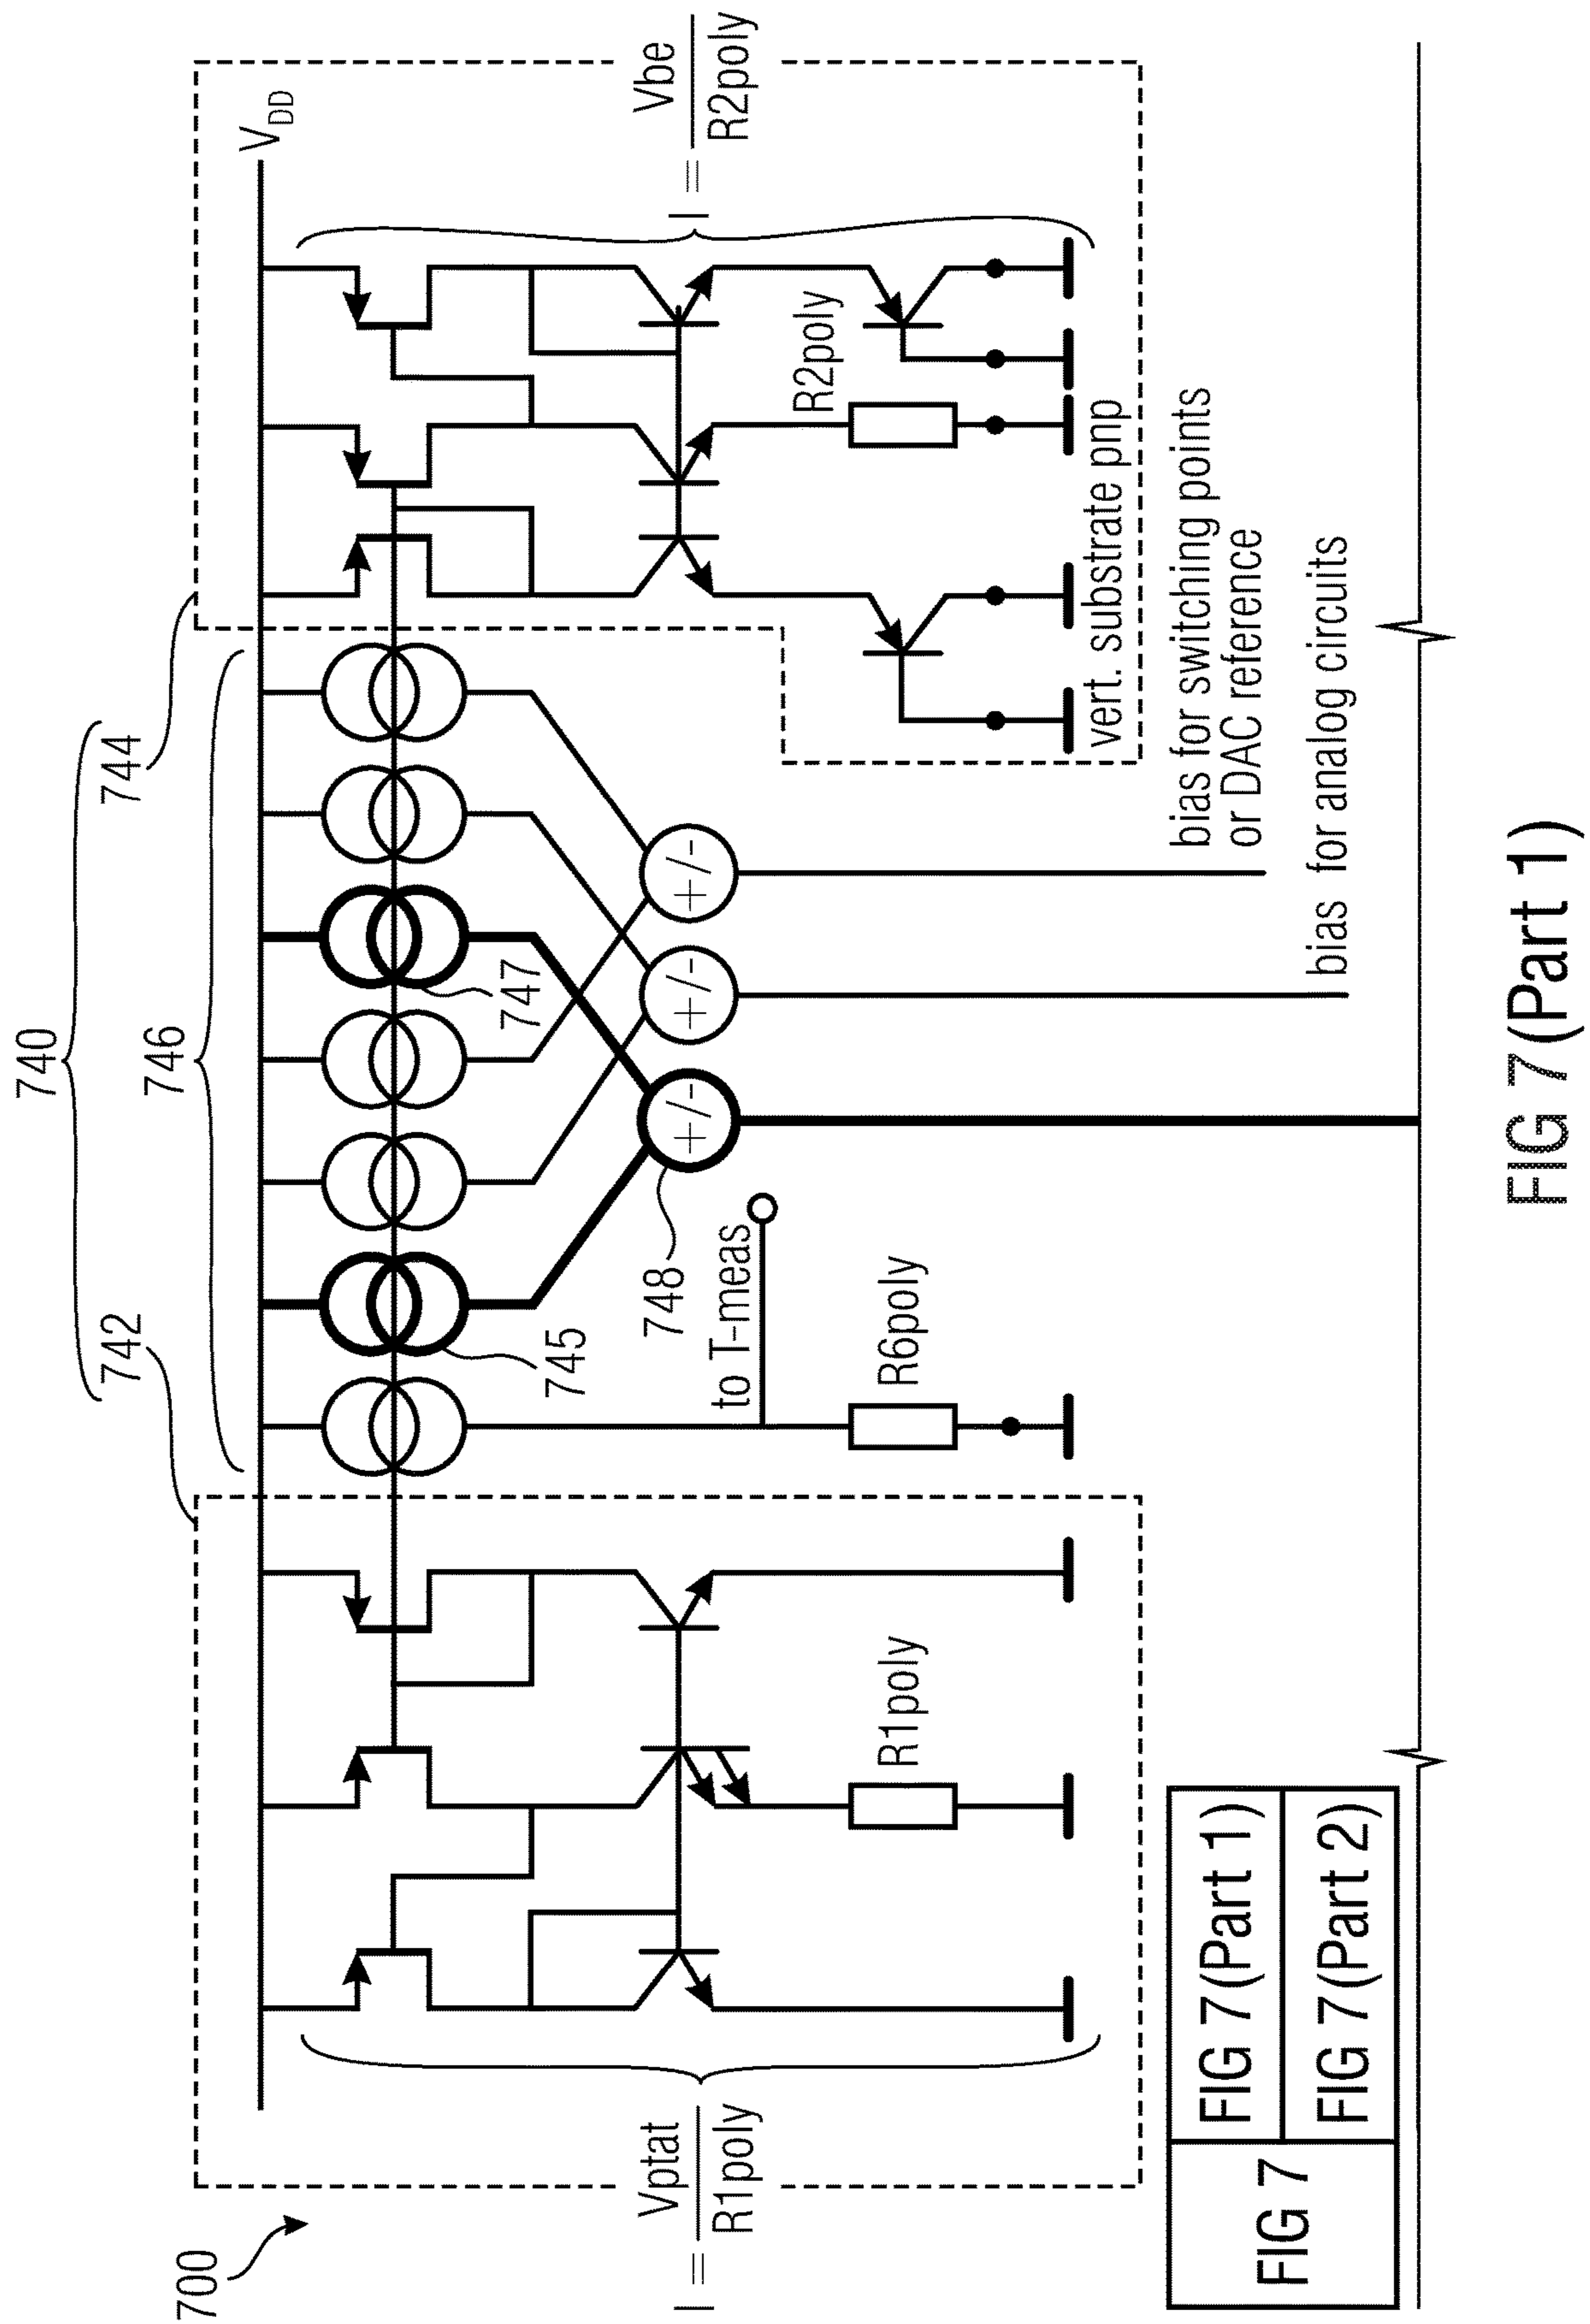 700
740
742
746
744
V_DD
745
747
748
I = Vptat / R1poly
I = Vbe / R2poly
R1poly
R6poly
to T-meas
R2poly
+/-
+/-
+/-
vert. substrate pnp
bias for switching points
or DAC reference
bias for analog circuits
FIG 7
FIG 7(Part 1)
FIG 7(Part 2)
FIG 7(Part 1)